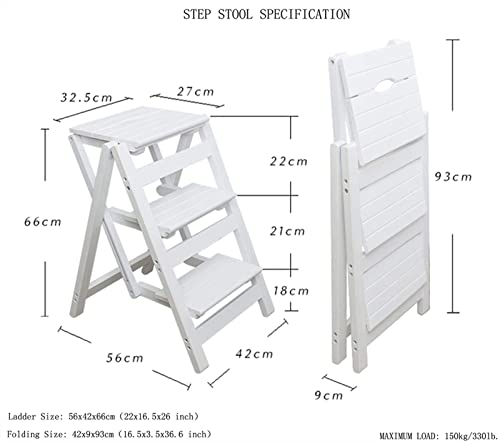 STEP STOOL SPECIFICATION
32.5cm
27cm
22cm
66cm
93cm
21cm
18cm
56cm
42cm
9cm
Ladder Size: 56x42x66cm (22x16.5x26 inch)
Folding Size: 42x9x93cm (16.5x3.5x36.6 inch)
MAXIMUM LOAD: 150kg/330lb.